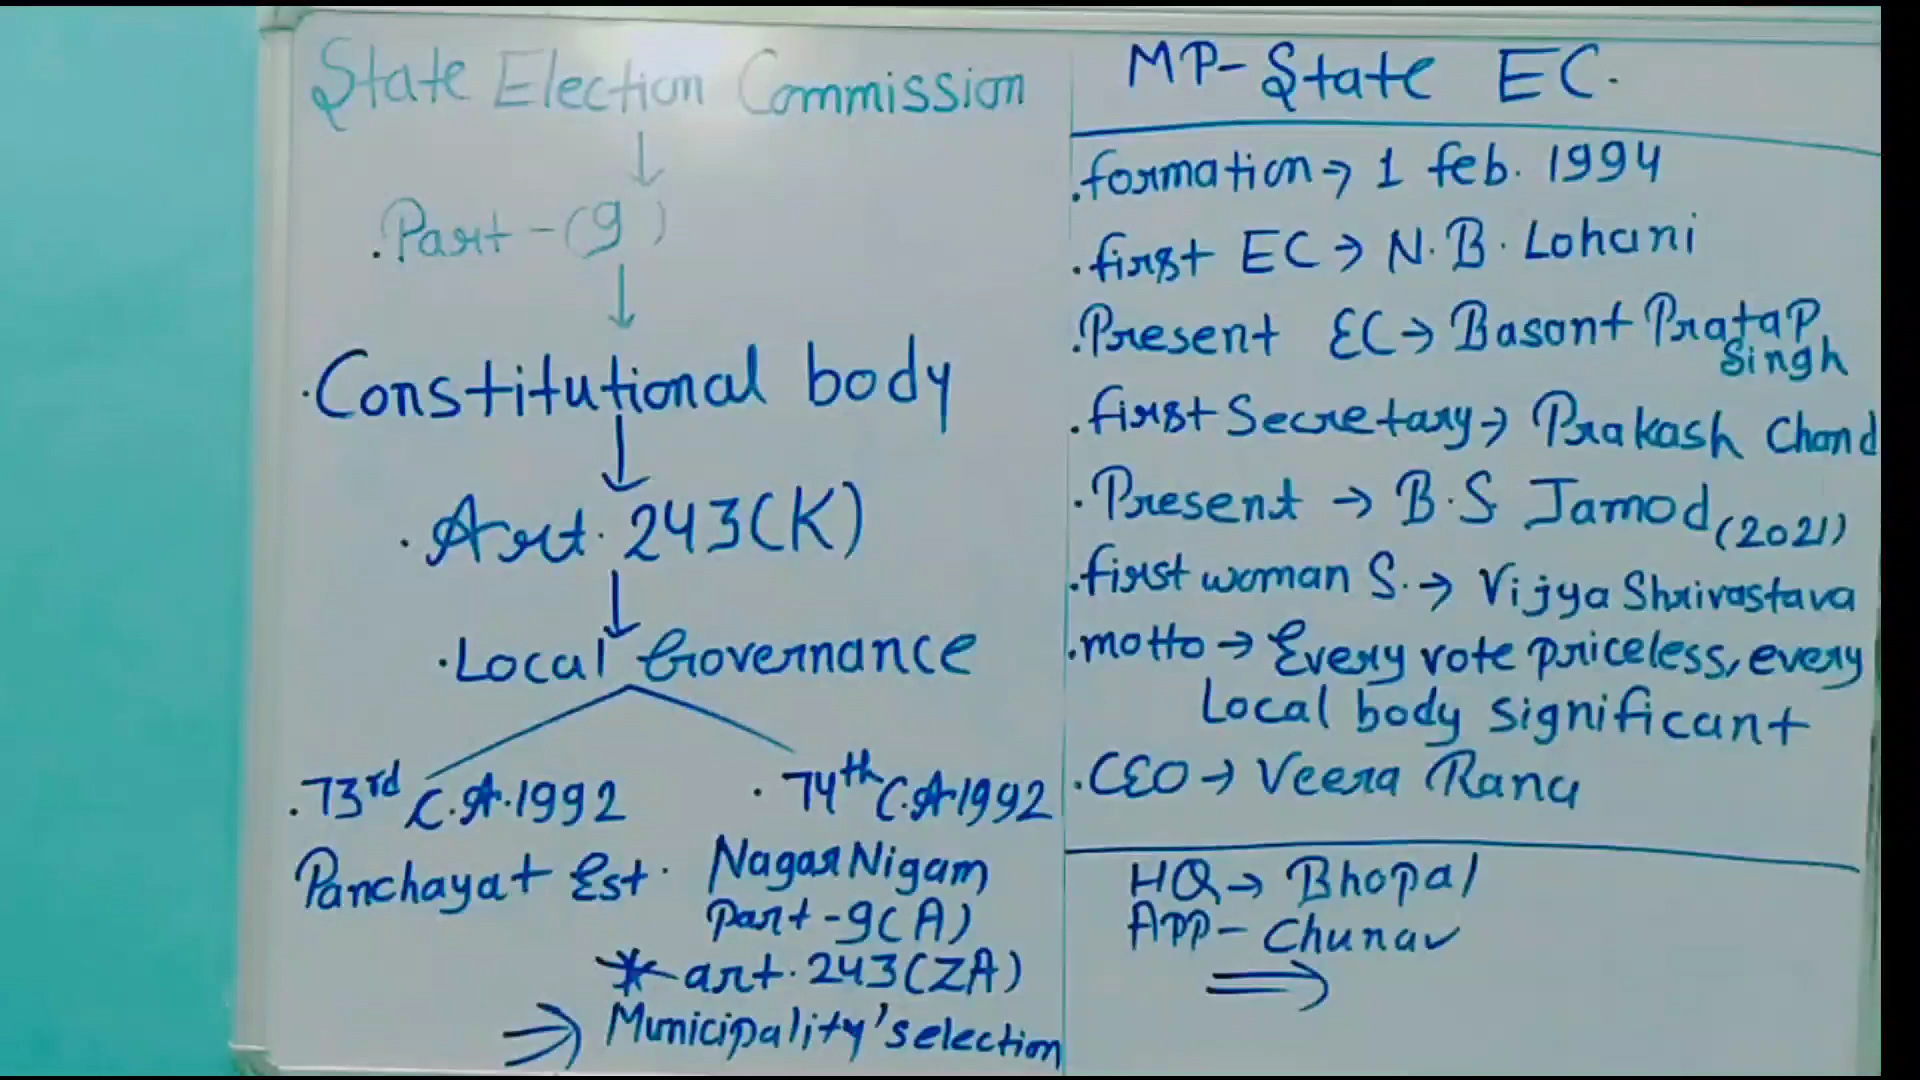 State Election Commission
.Part-(9)
.Constitutional body
.Art. 243(K)
.Local Governance
.73rd C.A.1992
Panchayat Est.
.74th C.A.1992
Nagar Nigam
Part-9(A)
* art. 243(ZA)
⇒ Municipality'selection
MP-State EC.
.formation→ 1 feb. 1994
.first EC→ N.B. Lohani
.Present EC→ Basant Pratap
Singh
.first Secretary→ Prakash Chand
.Present → B.S Jamod (2021)
.first woman S.→ Vijya Shrivastava
.motto→ Every vote priceless, every
Local body significant
.CEO→ Veera Rana
HQ→ Bhopal
APP- Chunav